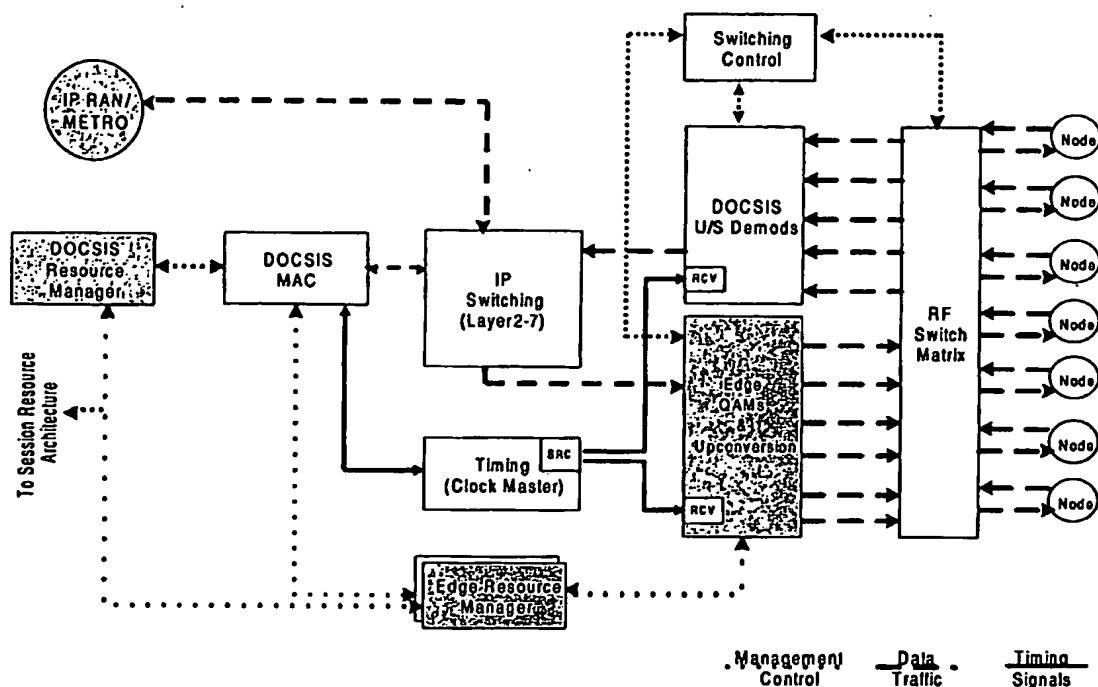 Switching
Control
IP RAN/
METRO
Node
Node
Node
Node
Node
Node
Node
DOCSIS
U/S Demods
RCV
DOCSIS
Resource
Manager
DOCSIS
MAC
IP
Switching
(Layer2-7)
RF
Switch
Matrix
Edge
QAMs
&
Upconversion
RCV
To Session Resource
Architecture
SRC
Timing
(Clock Master)
Edge Resource
Manager
Management
Control
Data
Traffic
Timing
Signals